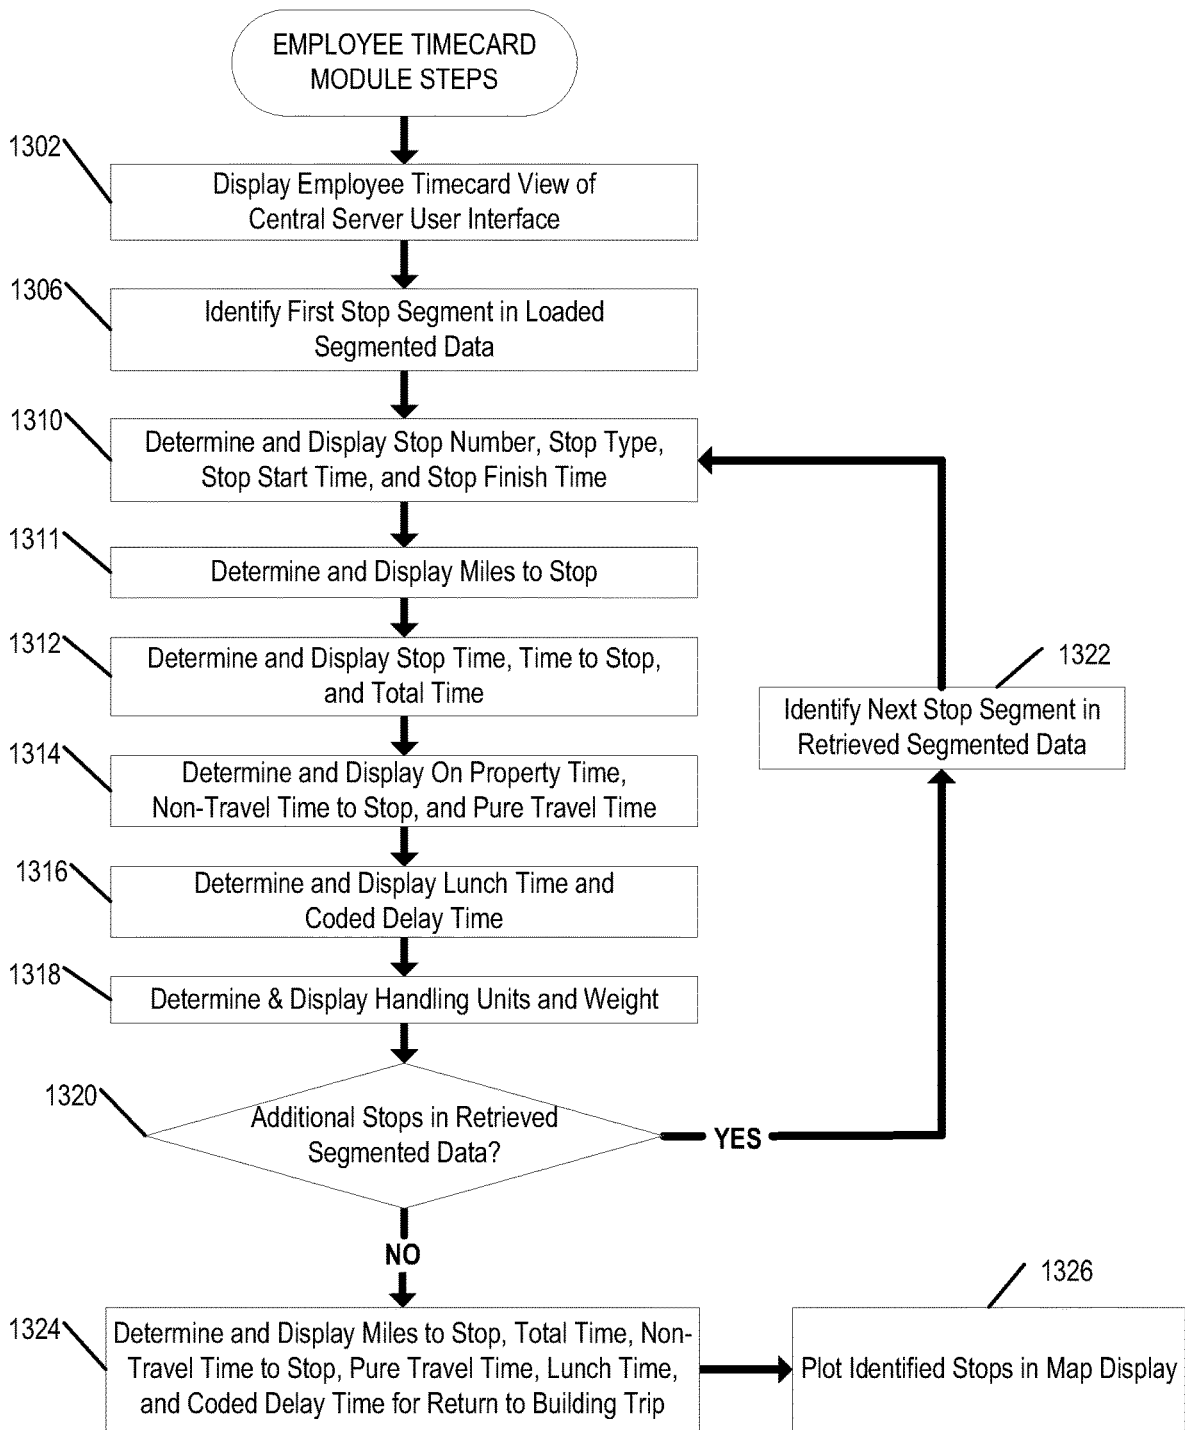 EMPLOYEE TIMECARD
MODULE STEPS
1302
Display Employee Timecard View of
Central Server User Interface
1306
Identify First Stop Segment in Loaded
Segmented Data
1310
Determine and Display Stop Number, Stop Type,
Stop Start Time, and Stop Finish Time
1311
Determine and Display Miles to Stop
1312
Determine and Display Stop Time, Time to Stop,
and Total Time
1322
Identify Next Stop Segment in
Retrieved Segmented Data
1314
Determine and Display On Property Time,
Non-Travel Time to Stop, and Pure Travel Time
1316
Determine and Display Lunch Time and
Coded Delay Time
1318
Determine & Display Handling Units and Weight
1320
Additional Stops in Retrieved
Segmented Data?
YES
NO
1324
Determine and Display Miles to Stop, Total Time, Non-
Travel Time to Stop, Pure Travel Time, Lunch Time,
and Coded Delay Time for Return to Building Trip
1326
Plot Identified Stops in Map Display